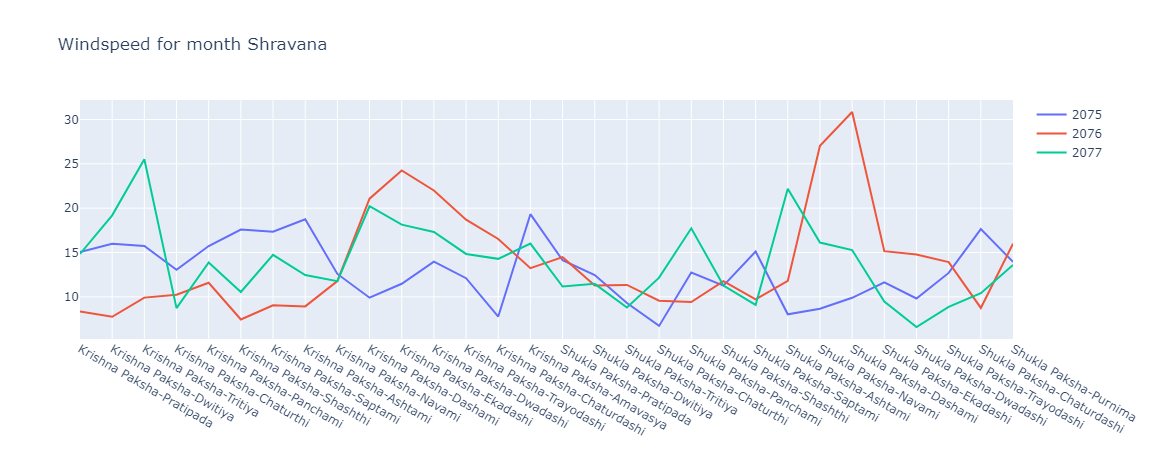 Windspeed for month Shravana
30
25
20
15
10
2075
2076
2077
Krishna Paksha-Pratipada
Krishna Paksha-Dwitiya
Krishna Paksha-Tritiya
Krishna Paksha-Chaturthi
Krishna Paksha-Panchami
Krishna Paksha-Shashthi
Krishna Paksha-Saptami
Krishna Paksha-Ashtami
Krishna Paksha-Navami
Krishna Paksha-Dashami
Krishna Paksha-Ekadashi
Krishna Paksha-Dwadashi
Krishna Paksha-Trayodashi
Krishna Paksha-Chaturdashi
Krishna Paksha-Amavasya
Shukla Paksha-Pratipada
Shukla Paksha-Dwitiya
Shukla Paksha-Tritiya
Shukla Paksha-Chaturthi
Shukla Paksha-Panchami
Shukla Paksha-Shashthi
Shukla Paksha-Saptami
Shukla Paksha-Ashtami
Shukla Paksha-Navami
Shukla Paksha-Dashami
Shukla Paksha-Ekadashi
Shukla Paksha-Dwadashi
Shukla Paksha-Trayodashi
Shukla Paksha-Chaturdashi
Shukla Paksha-Purnima